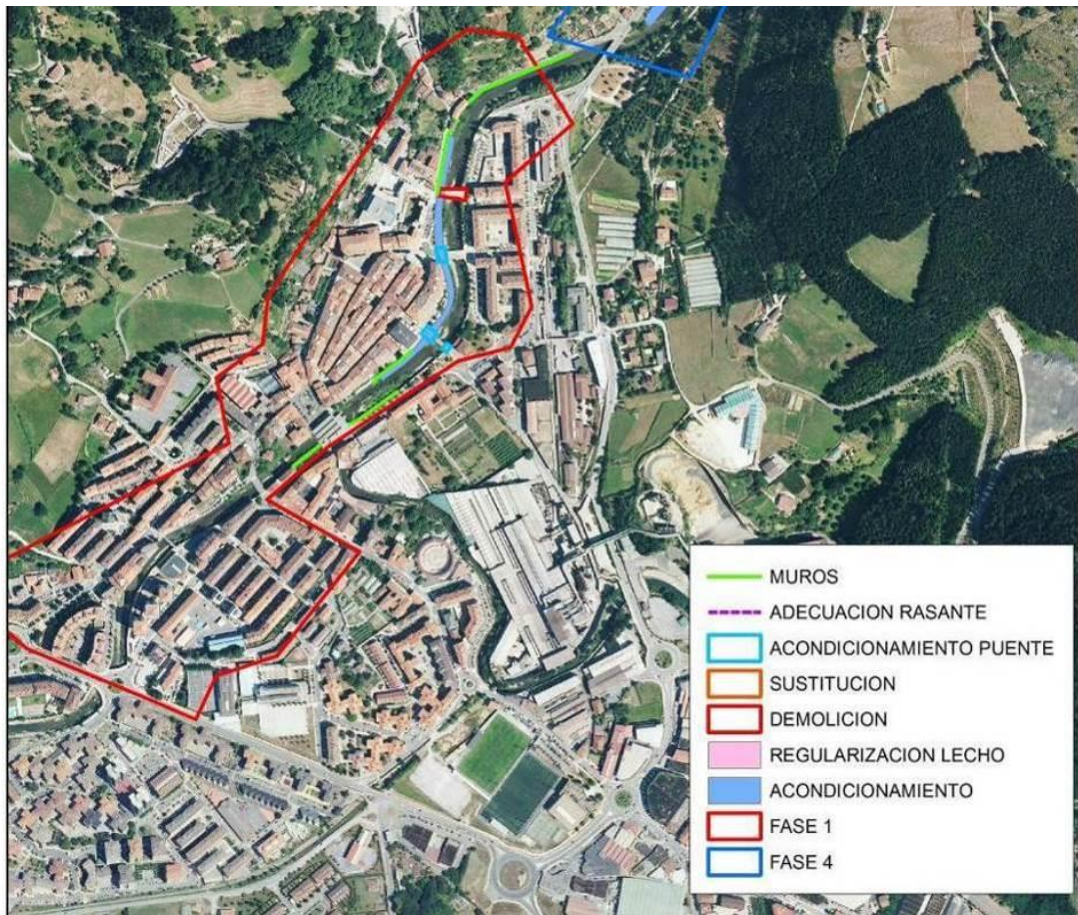 MUROS
ADECUACION RASANTE
ACONDICIONAMIENTO PUENTE
SUSTITUCION
DEMOLICION
REGULARIZACION LECHO
ACONDICIONAMIENTO
FASE 1
FASE 4